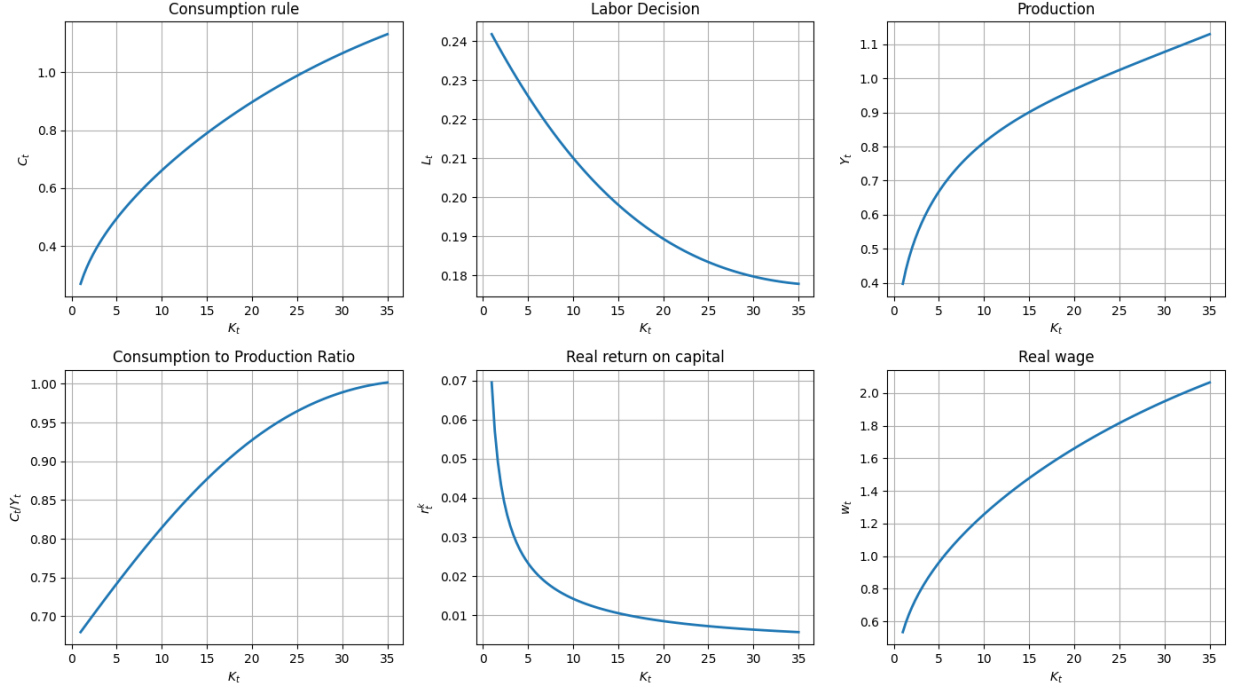 Consumption rule
1.0
0.8
0.6
0.4
C_t
0 5 10 15 20 25 30 35
K_t
Labor Decision
0.24
0.23
0.22
0.21
0.20
0.19
0.18
L_t
0 5 10 15 20 25 30 35
K_t
Production
1.1
1.0
0.9
0.8
0.7
0.6
0.5
0.4
Y_t
0 5 10 15 20 25 30 35
K_t
Consumption to Production Ratio
1.00
0.95
0.90
0.85
0.80
0.75
0.70
C_t/Y_t
0 5 10 15 20 25 30 35
K_t
Real return on capital
0.07
0.06
0.05
0.04
0.03
0.02
0.01
r_t^k
0 5 10 15 20 25 30 35
K_t
Real wage
2.0
1.8
1.6
1.4
1.2
1.0
0.8
0.6
w_t
0 5 10 15 20 25 30 35
K_t